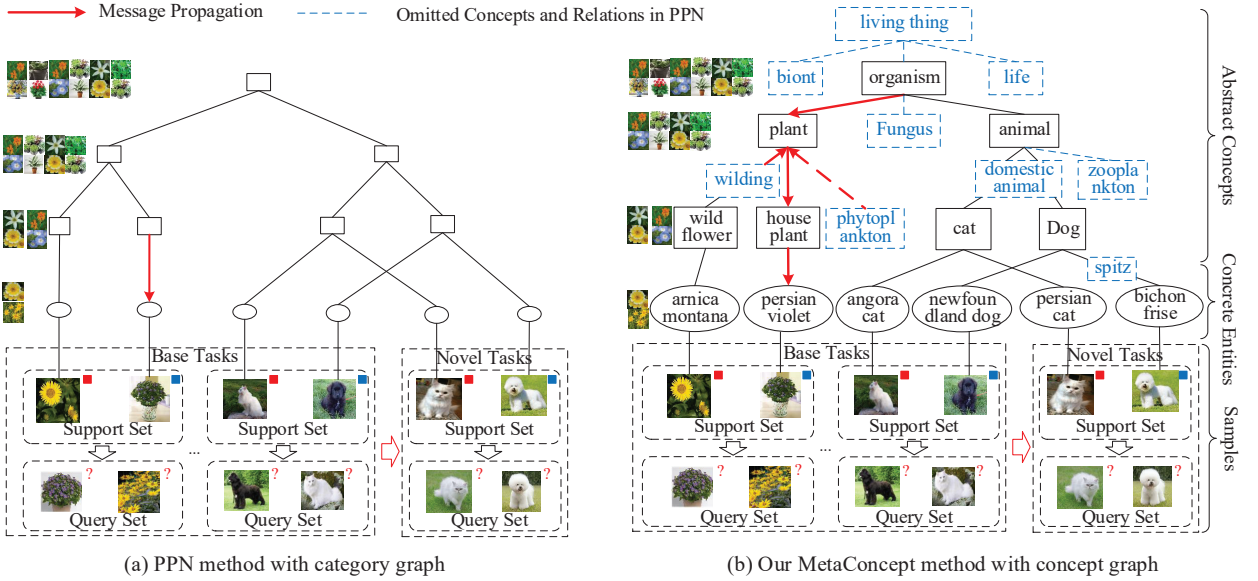 Message Propagation
Omitted Concepts and Relations in PPN
Base Tasks
Novel Tasks
Support Set
Support Set
Support Set
...
? ?
? ?
? ?
Query Set
Query Set
Query Set
(a) PPN method with category graph
living thing
biont
organism
life
plant
Fungus
animal
wilding
domestic
animal
zoopla
nkton
wild
flower
house
plant
phytopl
ankton
cat
Dog
spitz
arnica
montana
persian
violet
angora
cat
newfoun
dland dog
persian
cat
bichon
frise
Base Tasks
Novel Tasks
Support Set
Support Set
Support Set
...
? ?
? ?
? ?
Query Set
Query Set
Query Set
Abstract Concepts
Concrete Entities
Samples
(b) Our MetaConcept method with concept graph